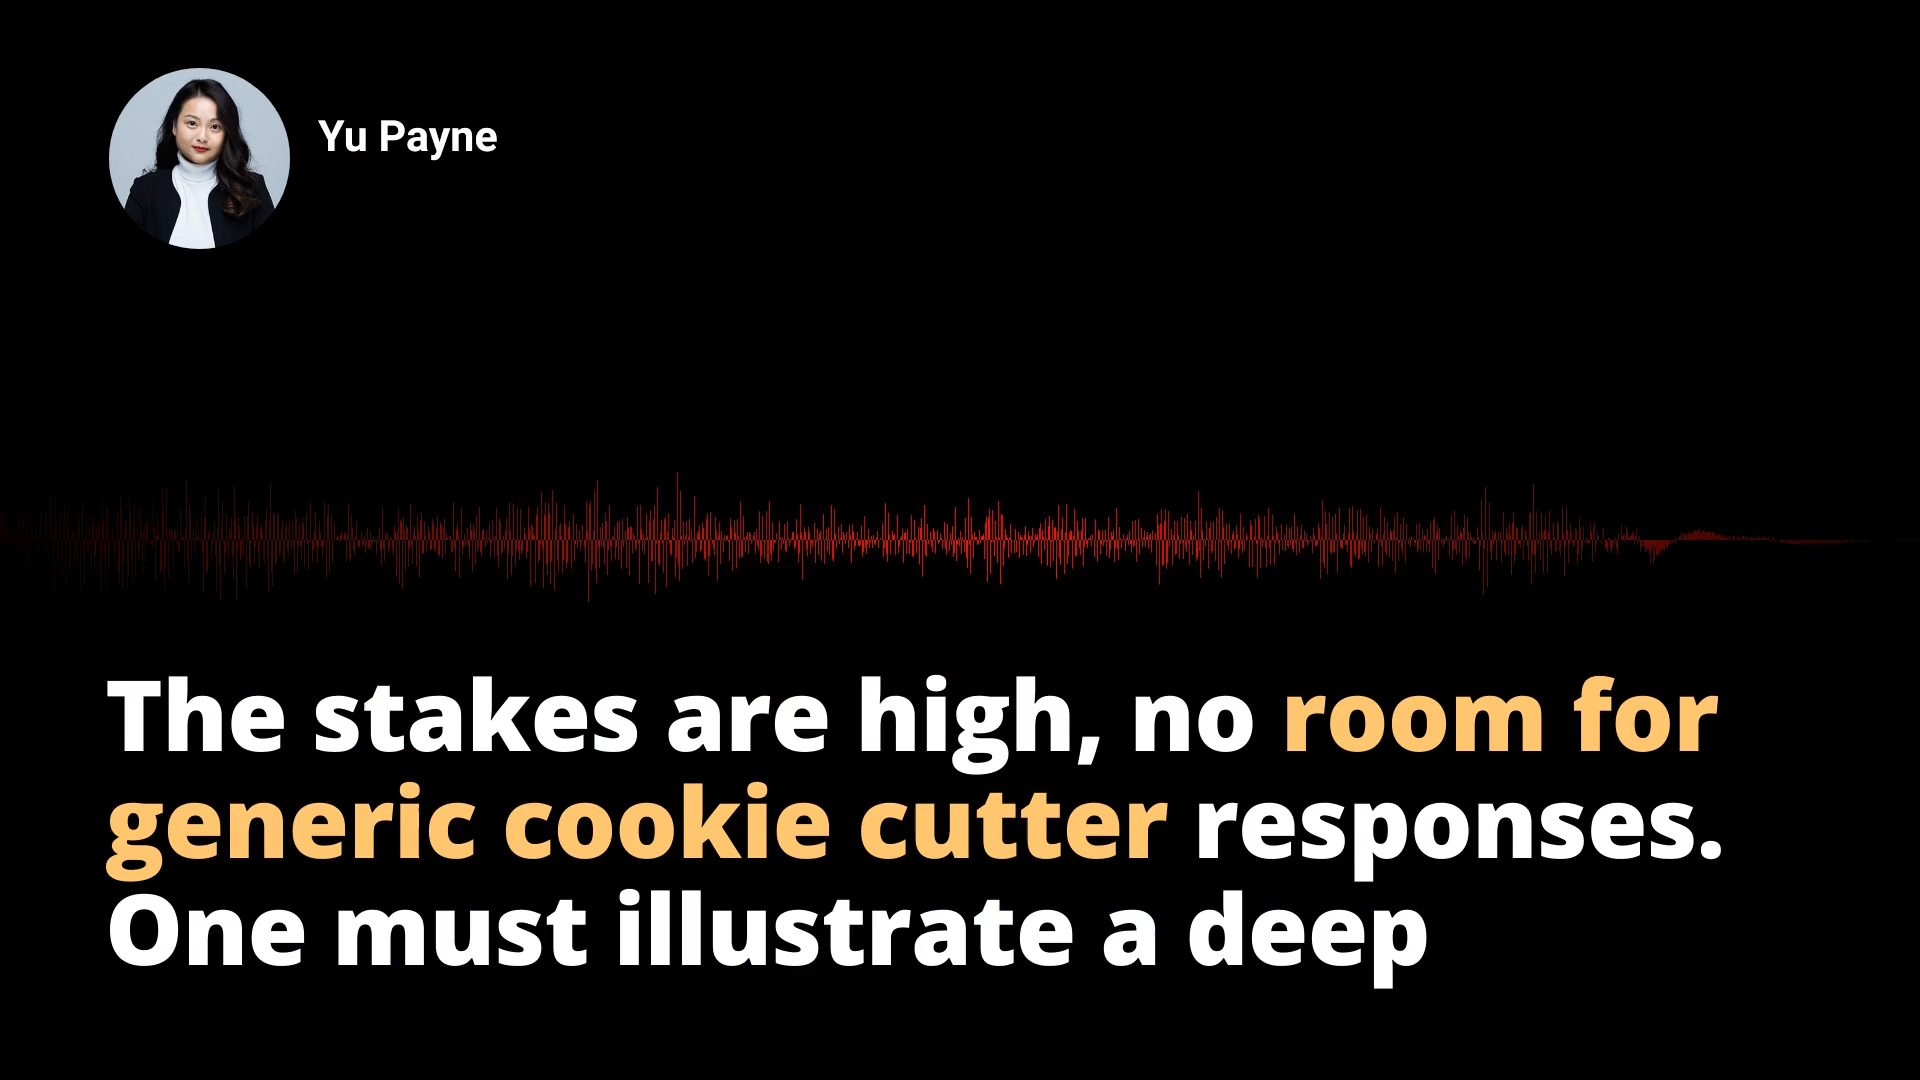 Yu Payne
The stakes are high, no room for
generic cookie cutter responses.
One must illustrate a deep